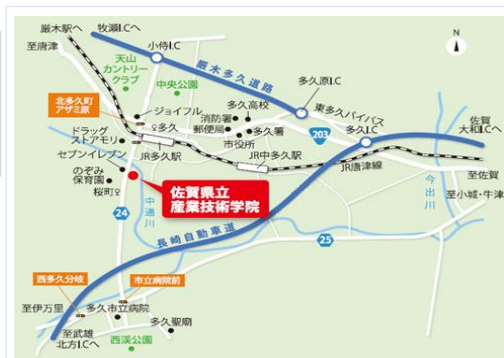 厳木駅へ
牧瀬I.Cへ
至唐津
小侍I.C
N
天山
カントリー
クラブ
中央公園
厳木多久道路
多久原I.C
北多久町
アザミ原
ジョイフル
多久高校
東多久バイパス
♀多久
消防署
郵便局
多久署
市役所
203
多久I.C
佐賀
大和I.Cへ
ドラッグ
ストアモリ
セブンイレブン
JR多久駅
JR中多久駅
JR唐津線
至佐賀
のぞみ
保育園
桜町♀
佐賀県立
産業技術学院
今出川
至小城・牛津
24
中通川
長崎自動車道
25
西多久分岐
市立病院前
至伊万里
多久市立病院
多久聖廟
至武雄
北方I.Cへ
西渓公園